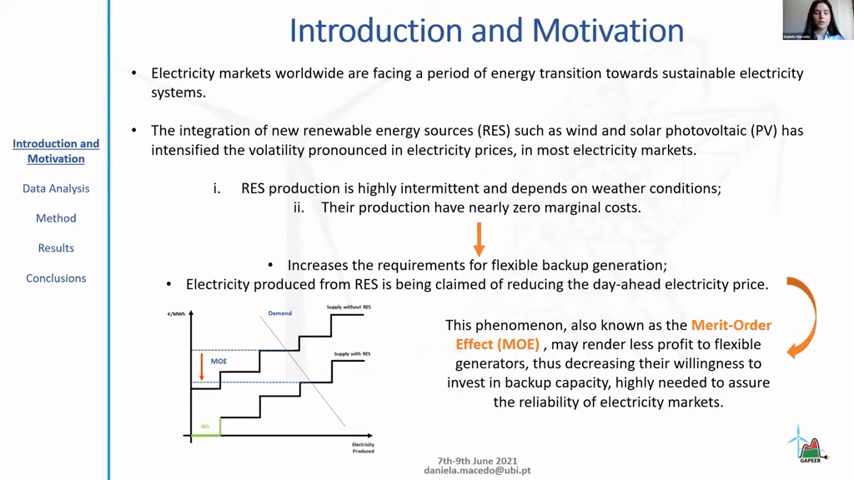 Introduction and Motivation
Daniela Macedo
• Electricity markets worldwide are facing a period of energy transition towards sustainable electricity
systems.
• The integration of new renewable energy sources (RES) such as wind and solar photovoltaic (PV) has
intensified the volatility pronounced in electricity prices, in most electricity markets.
i. RES production is highly intermittent and depends on weather conditions;
ii. Their production have nearly zero marginal costs.
• Increases the requirements for flexible backup generation;
• Electricity produced from RES is being claimed of reducing the day-ahead electricity price.
Introduction and
Motivation
Data Analysis
Method
Results
Conclusions
€/MWh
Demand
Supply without RES
MOE
Supply with RES
RES
Electricity
Produced
This phenomenon, also known as the Merit-Order
Effect (MOE) , may render less profit to flexible
generators, thus decreasing their willingness to
invest in backup capacity, highly needed to assure
the reliability of electricity markets.
7th-9th June 2021
daniela.macedo@ubi.pt
GAPEER